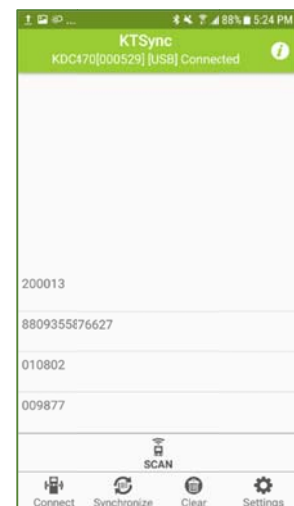 ... 88% 5:24 PM
KTSync
KDC470[000529] [USB] Connected
i
200013
8809355876627
010802
009877
SCAN
Connect Synchronize Clear Settings